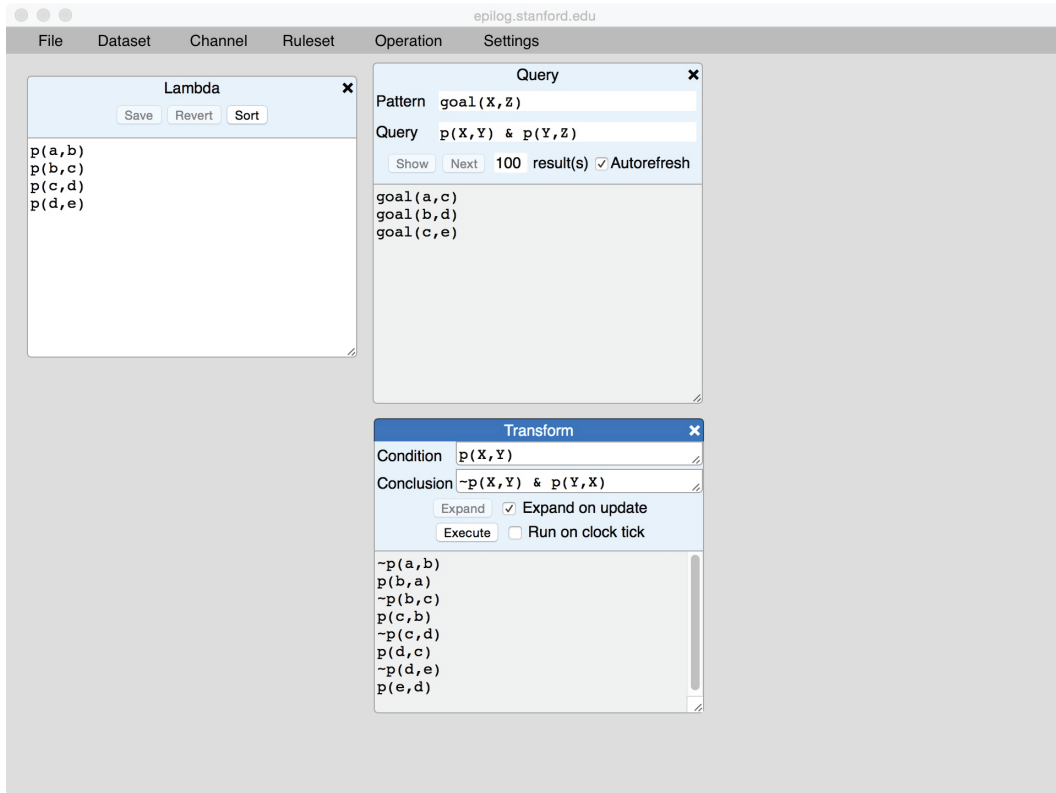 epilog.stanford.edu
File Dataset Channel Ruleset Operation Settings
Lambda
Save Revert Sort
p(a,b)
p(b,c)
p(c,d)
p(d,e)
Query
Pattern goal(X,Z)
Query p(X,Y) & p(Y,Z)
Show Next 100 result(s) Autorefresh
goal(a,c)
goal(b,d)
goal(c,e)
Transform
Condition p(X,Y)
Conclusion ~p(X,Y) & p(Y,X)
Expand Expand on update
Execute Run on clock tick
~p(a,b)
p(b,a)
~p(b,c)
p(c,b)
~p(c,d)
p(d,c)
~p(d,e)
p(e,d)